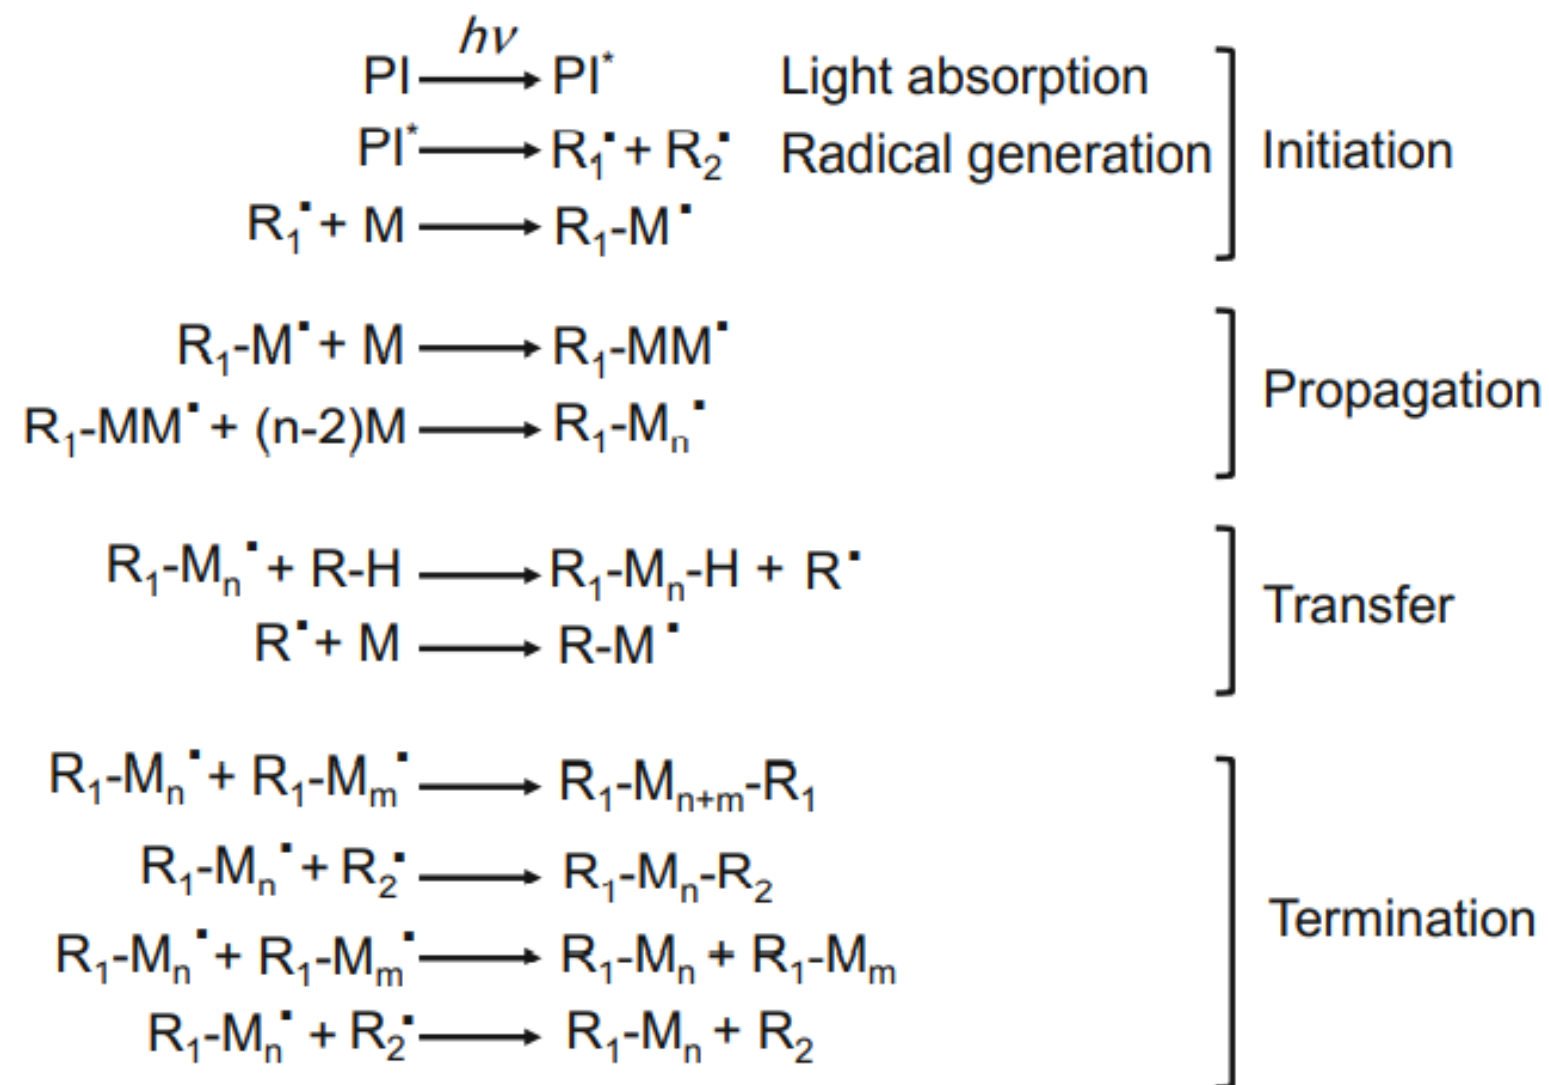 hν
PI ⟶ PI* Light absorption
PI* ⟶ R₁• + R₂• Radical generation
Initiation
R₁• + M ⟶ R₁-M•
R₁-M• + M ⟶ R₁-MM•
Propagation
R₁-MM• + (n-2)M ⟶ R₁-Mₙ•
R₁-Mₙ• + R-H ⟶ R₁-Mₙ-H + R•
Transfer
R• + M ⟶ R-M•
R₁-Mₙ• + R₁-Mₘ• ⟶ R₁-Mₙ₊ₘ-R₁
R₁-Mₙ• + R₂• ⟶ R₁-Mₙ-R₂
Termination
R₁-Mₙ• + R₁-Mₘ• ⟶ R₁-Mₙ + R₁-Mₘ
R₁-Mₙ• + R₂• ⟶ R₁-Mₙ + R₂